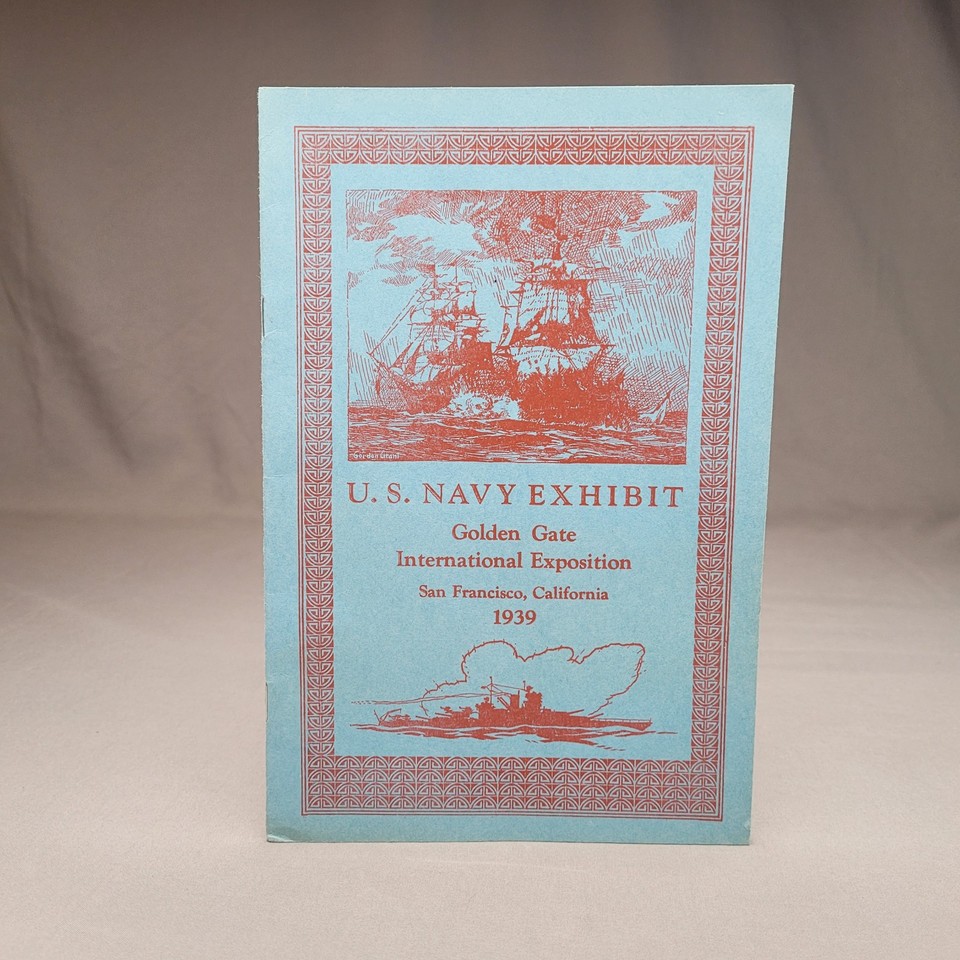 Gordon Grant
U. S. NAVY EXHIBIT
Golden Gate
International Exposition
San Francisco, California
1939